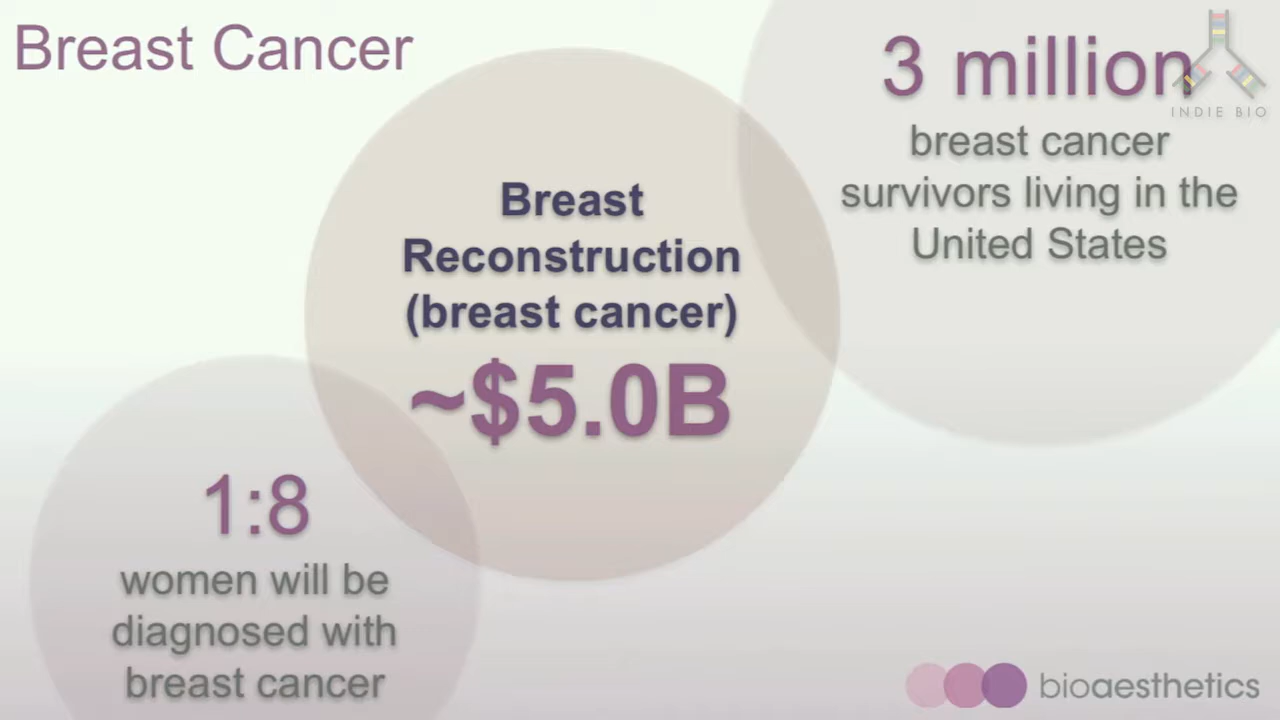 Breast Cancer
3 million
INDIE BIO
breast cancer
survivors living in the
United States
Breast
Reconstruction
(breast cancer)
~$5.0B
1:8
women will be
diagnosed with
breast cancer
bioaesthetics